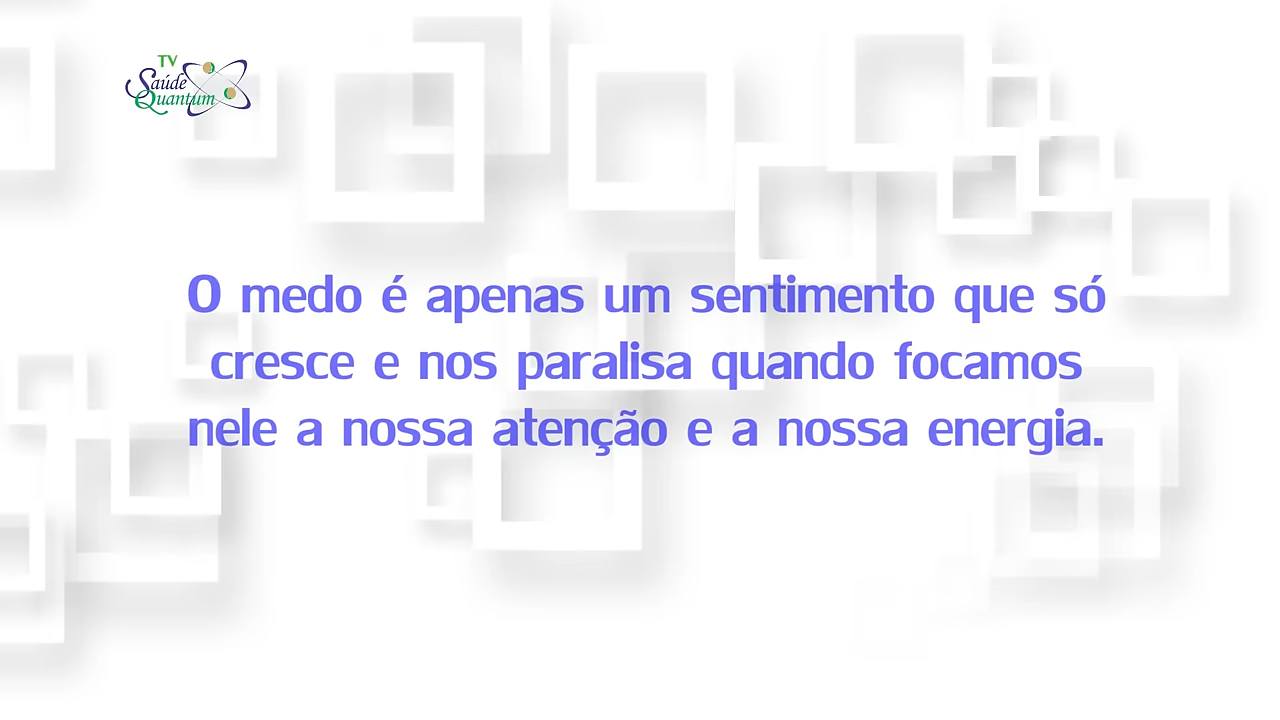 TV
Saúde
Quantum
O medo é apenas um sentimento que só
cresce e nos paralisa quando focamos
nele a nossa atenção e a nossa energia.